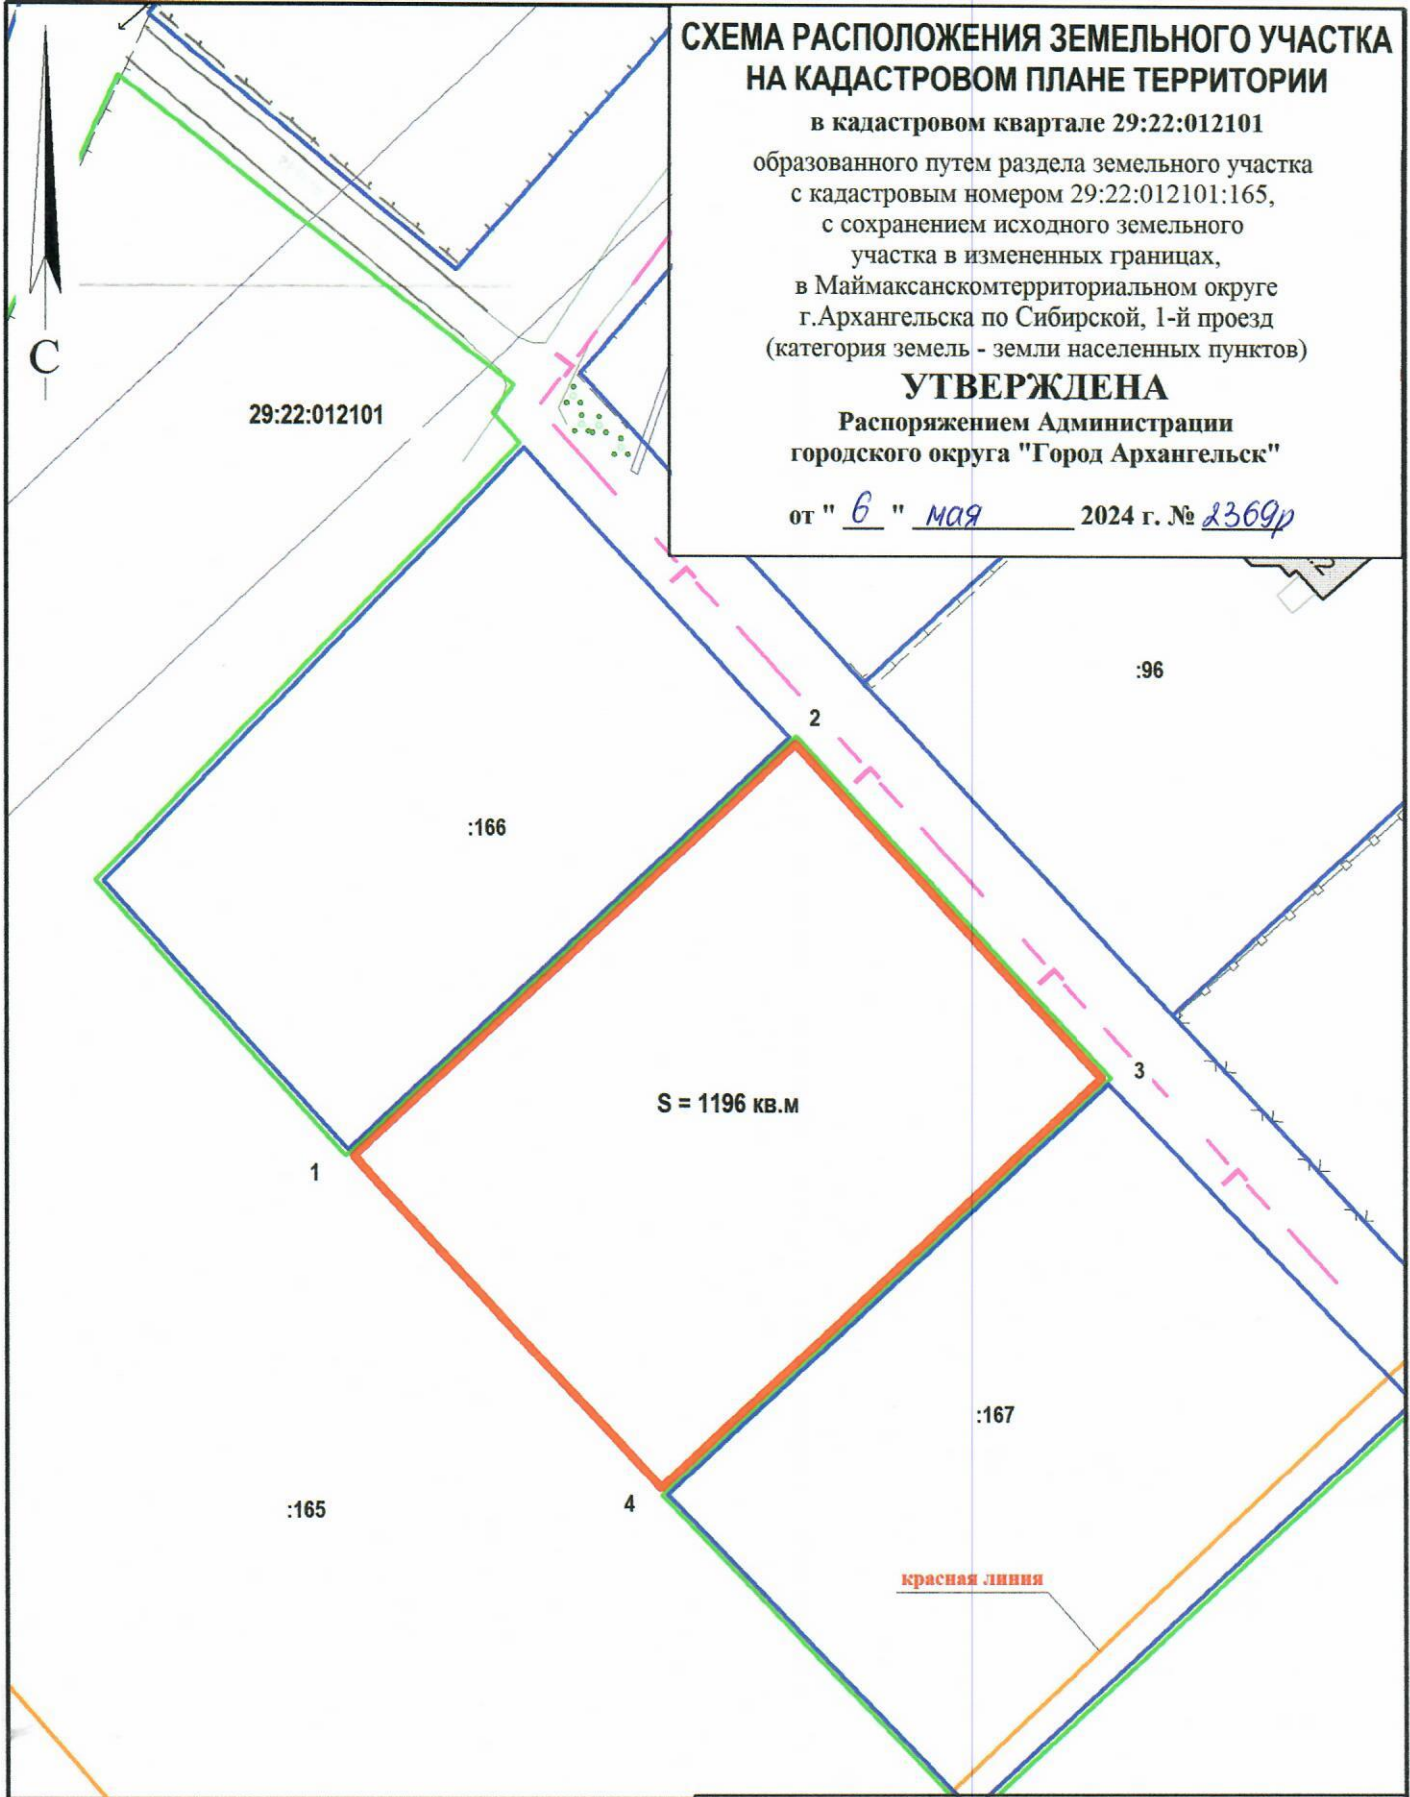 СХЕМА РАСПОЛОЖЕНИЯ ЗЕМЕЛЬНОГО УЧАСТКА
НА КАДАСТРОВОМ ПЛАНЕ ТЕРРИТОРИИ
в кадастровом квартале 29:22:012101
образованного путем раздела земельного участка
с кадастровым номером 29:22:012101:165,
с сохранением исходного земельного
участка в измененных границах,
в Маймаксанскомтерриториальном округе
г.Архангельска по Сибирской, 1-й проезд
(категория земель - земли населенных пунктов)
УТВЕРЖДЕНА
Распоряжением Администрации
городского округа "Город Архангельск"
от " 6 " мая 2024 г. № 2369р
С
29:22:012101
:96
2
:166
3
S = 1196 кв.м
1
:167
:165
4
красная линия